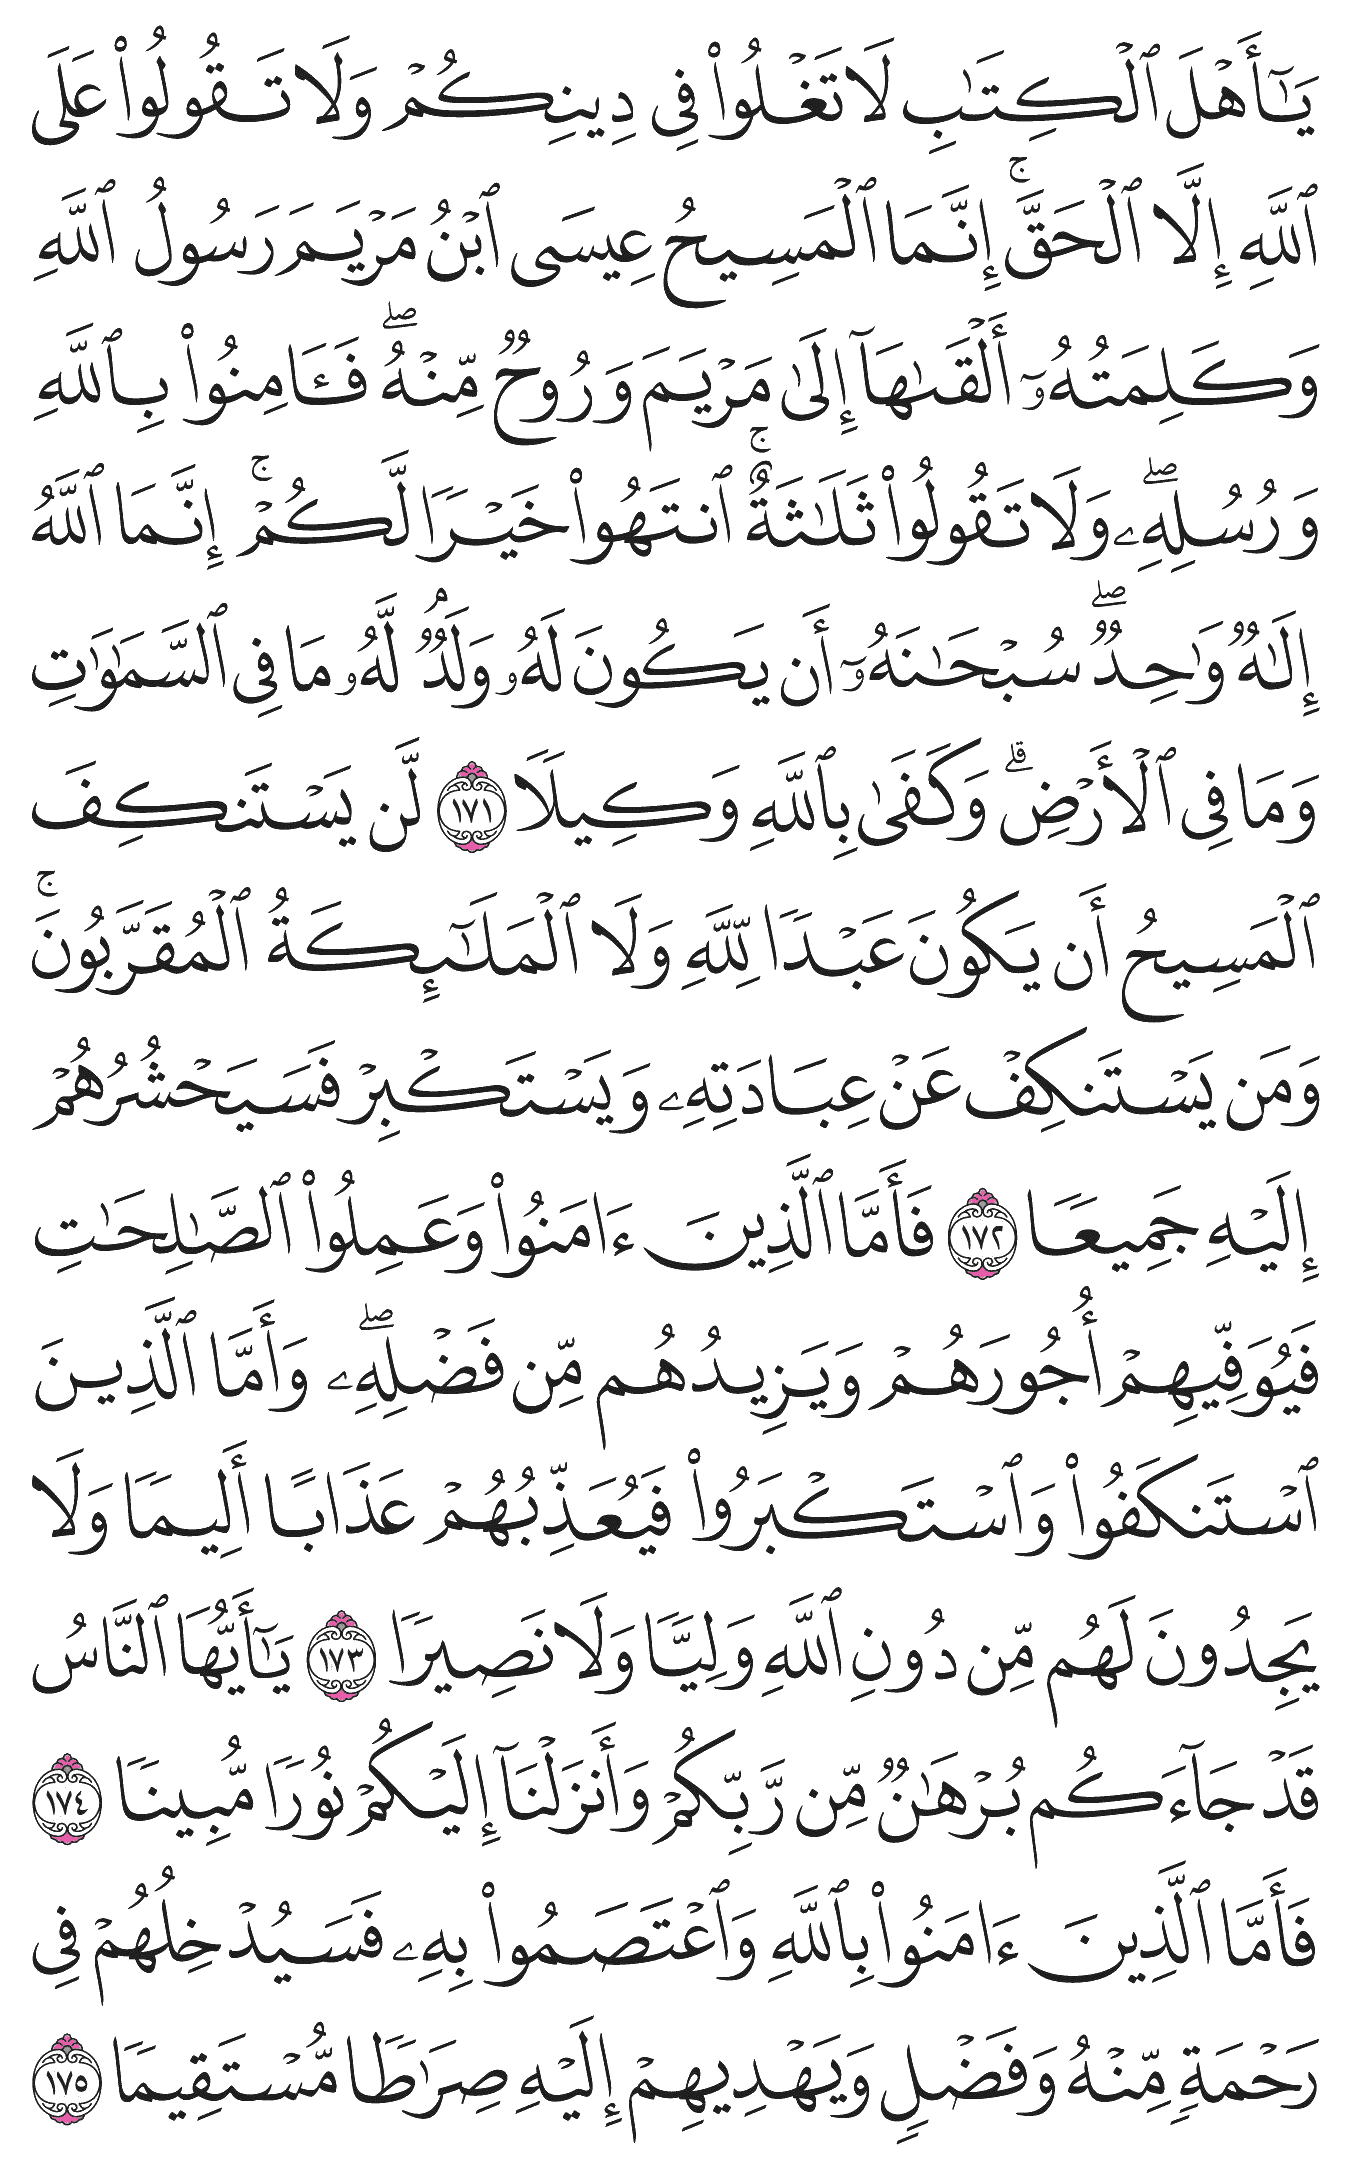 يَـٰٓأَهۡلَ ٱلۡكِتَـٰبِ لَا تَغۡلُواْ فِي دِينِكُمۡ وَلَا تَقُولُواْ عَلَى
ٱللَّهِ إِلَّا ٱلۡحَقَّۚ إِنَّمَا ٱلۡمَسِيحُ عِيسَى ٱبۡنُ مَرۡيَمَ رَسُولُ ٱللَّهِ
وَكَلِمَتُهُۥٓ أَلۡقَىٰهَآ إِلَىٰ مَرۡيَمَ وَرُوحٞ مِّنۡهُۖ فَـَٔامِنُواْ بِٱللَّهِ
وَرُسُلِهِۦۖ وَلَا تَقُولُواْ ثَلَـٰثَةٌۚ ٱنتَهُواْ خَيۡرٗا لَّكُمۡۚ إِنَّمَا ٱللَّهُ
إِلَـٰهٞ وَٰحِدٞۖ سُبۡحَـٰنَهُۥٓ أَن يَكُونَ لَهُۥ وَلَدٞۘ لَّهُۥ مَا فِي ٱلسَّمَـٰوَٰتِ
وَمَا فِي ٱلۡأَرۡضِۗ وَكَفَىٰ بِٱللَّهِ وَكِيلٗا ١٧١ لَّن يَسۡتَنكِفَ
ٱلۡمَسِيحُ أَن يَكُونَ عَبۡدٗا لِّلَّهِ وَلَا ٱلۡمَلَـٰٓئِكَةُ ٱلۡمُقَرَّبُونَۚ
وَمَن يَسۡتَنكِفۡ عَنۡ عِبَادَتِهِۦ وَيَسۡتَكۡبِرۡ فَسَيَحۡشُرُهُمۡ
إِلَيۡهِ جَمِيعٗا ١٧٢ فَأَمَّا ٱلَّذِينَ ءَامَنُواْ وَعَمِلُواْ ٱلصَّـٰلِحَـٰتِ
فَيُوَفِّيهِمۡ أُجُورَهُمۡ وَيَزِيدُهُم مِّن فَضۡلِهِۦۖ وَأَمَّا ٱلَّذِينَ
ٱسۡتَنكَفُواْ وَٱسۡتَكۡبَرُواْ فَيُعَذِّبُهُمۡ عَذَابًا أَلِيمٗا وَلَا
يَجِدُونَ لَهُم مِّن دُونِ ٱللَّهِ وَلِيّٗا وَلَا نَصِيرٗا ١٧٣ يَـٰٓأَيُّهَا ٱلنَّاسُ
قَدۡ جَآءَكُم بُرۡهَـٰنٞ مِّن رَّبِّكُمۡ وَأَنزَلۡنَآ إِلَيۡكُمۡ نُورٗا مُّبِينٗا ١٧٤
فَأَمَّا ٱلَّذِينَ ءَامَنُواْ بِٱللَّهِ وَٱعۡتَصَمُواْ بِهِۦ فَسَيُدۡخِلُهُمۡ فِي
رَحۡمَةٖ مِّنۡهُ وَفَضۡلٖ وَيَهۡدِيهِمۡ إِلَيۡهِ صِرَٰطٗا مُّسۡتَقِيمٗا ١٧٥